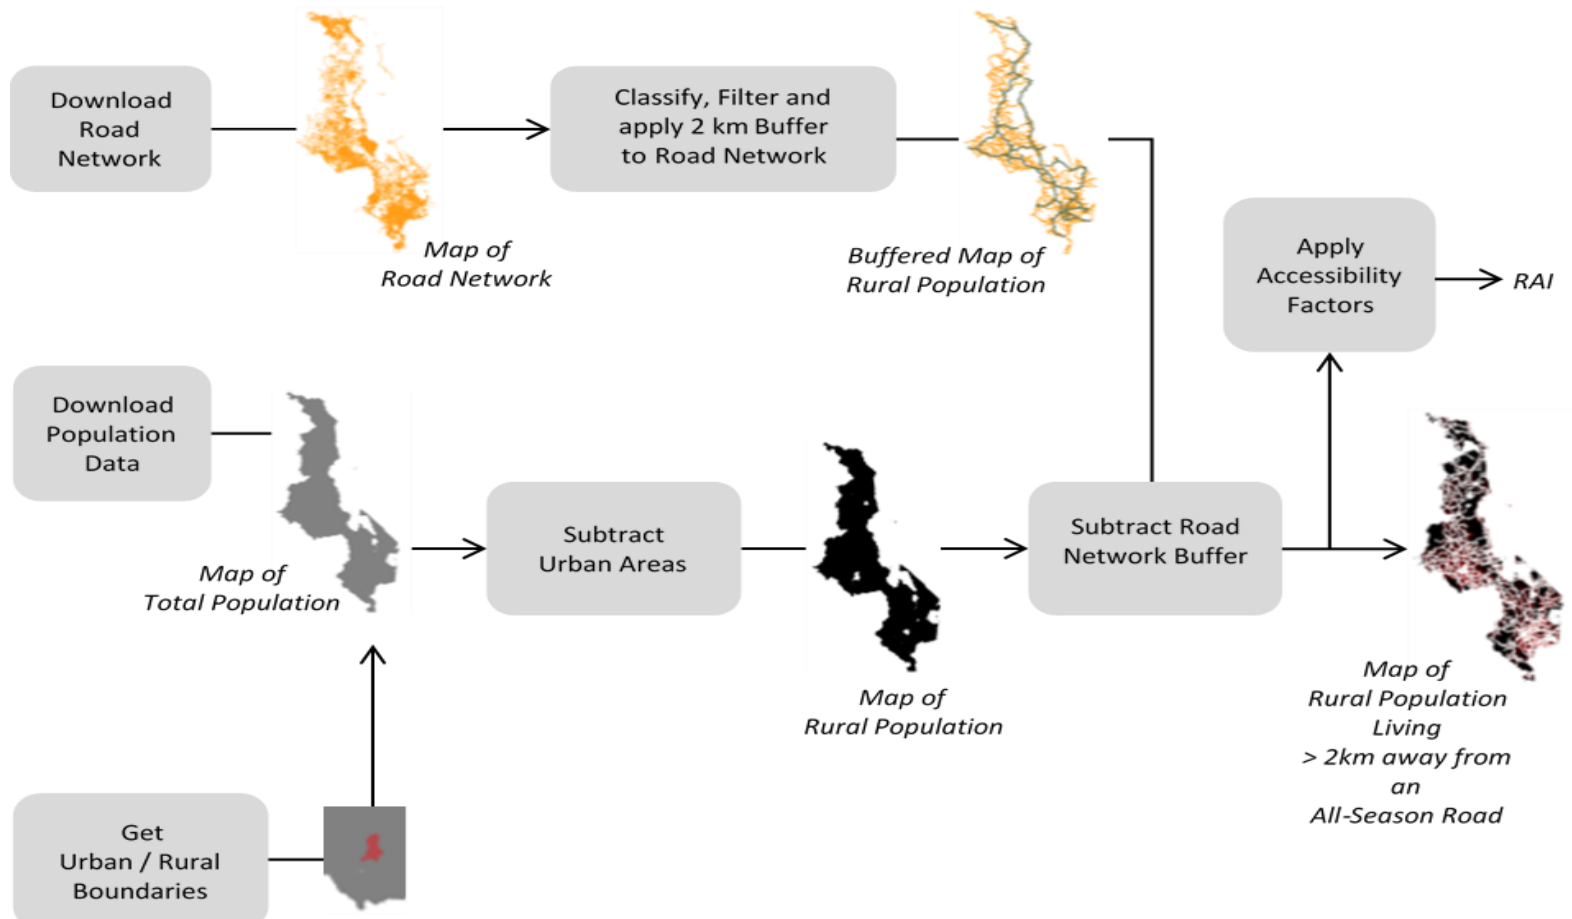 Download
Road
Network
Map of
Road Network
Classify, Filter and
apply 2 km Buffer
to Road Network
Buffered Map of
Rural Population
Apply
Accessibility
Factors
RAI
Download
Population
Data
Map of
Total Population
Subtract
Urban Areas
Map of
Rural Population
Subtract Road
Network Buffer
Map of
Rural Population
Living
> 2km away from
an
All-Season Road
Get
Urban / Rural
Boundaries